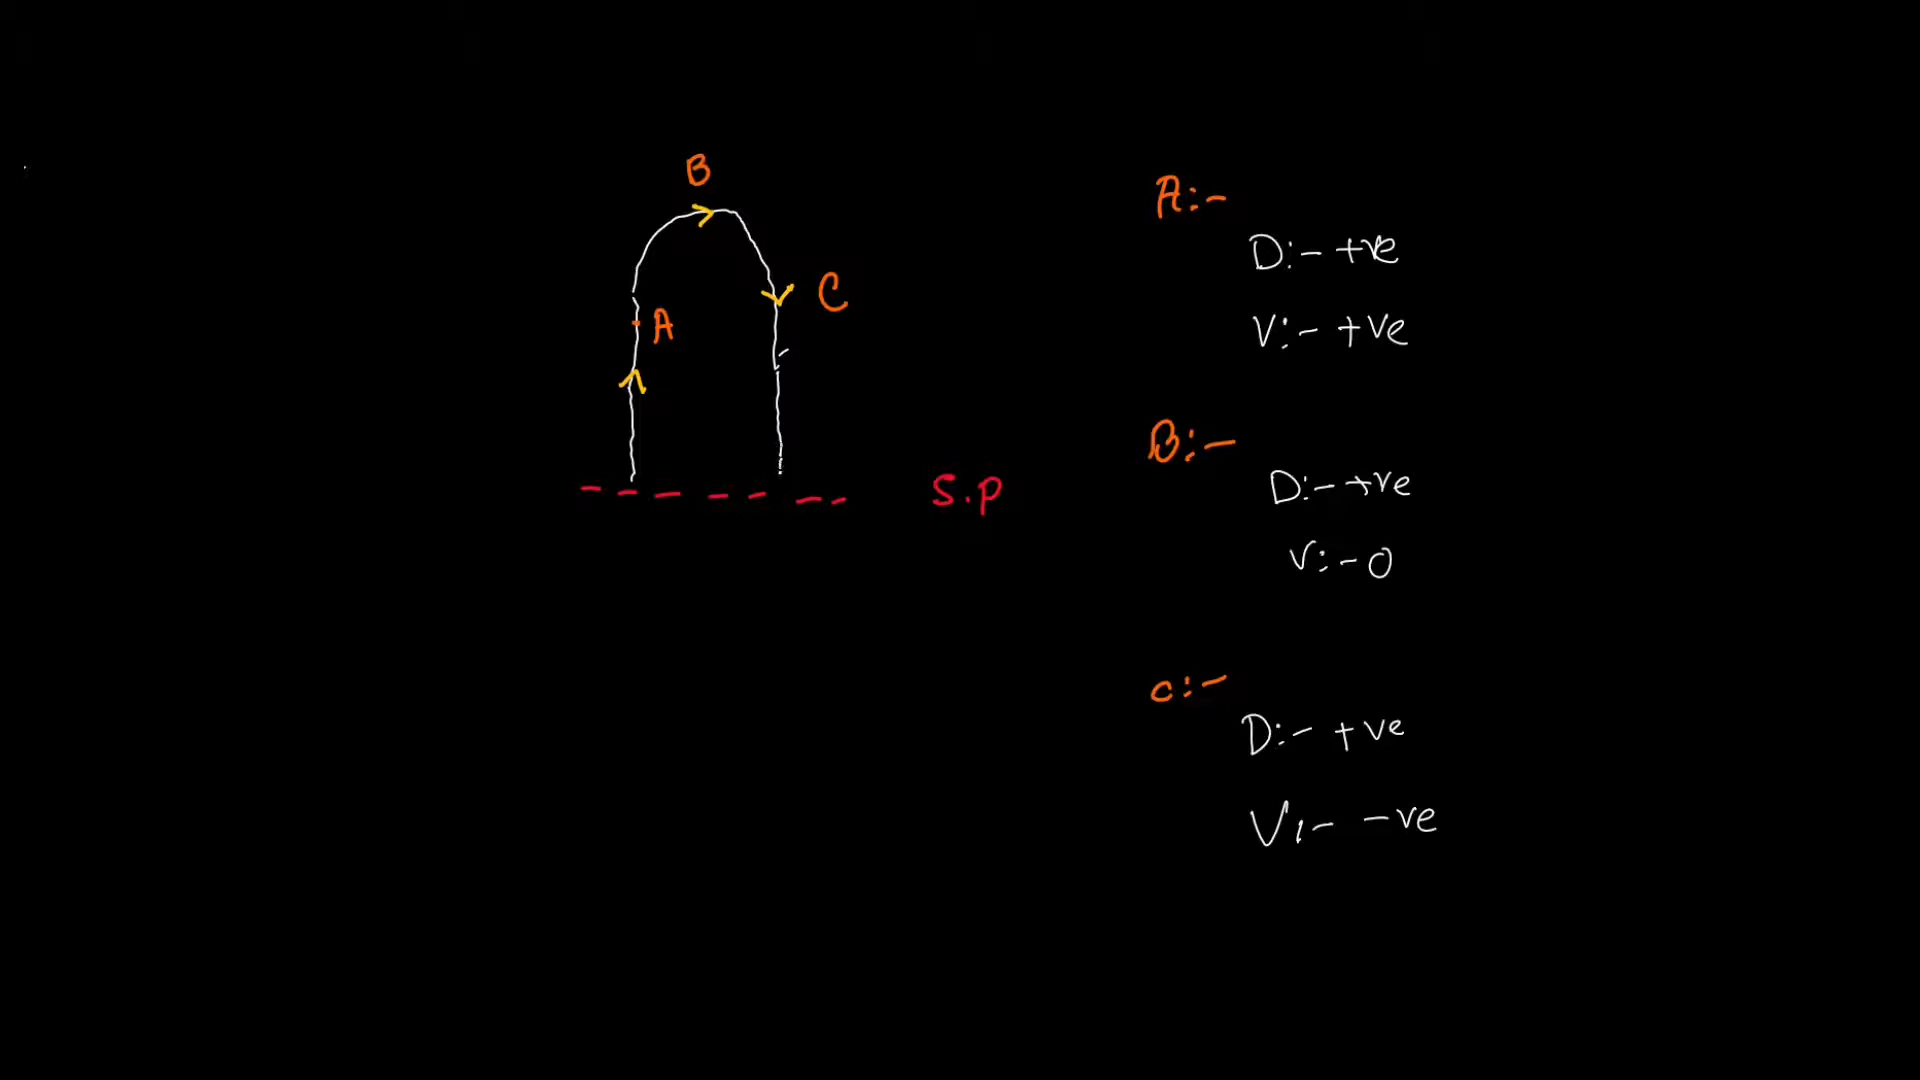 B
A:-
D:- +ve
C
A
V:- +ve
B:-
D:- +ve
S.P
V:- 0
c:-
D:- +ve
V:- -ve